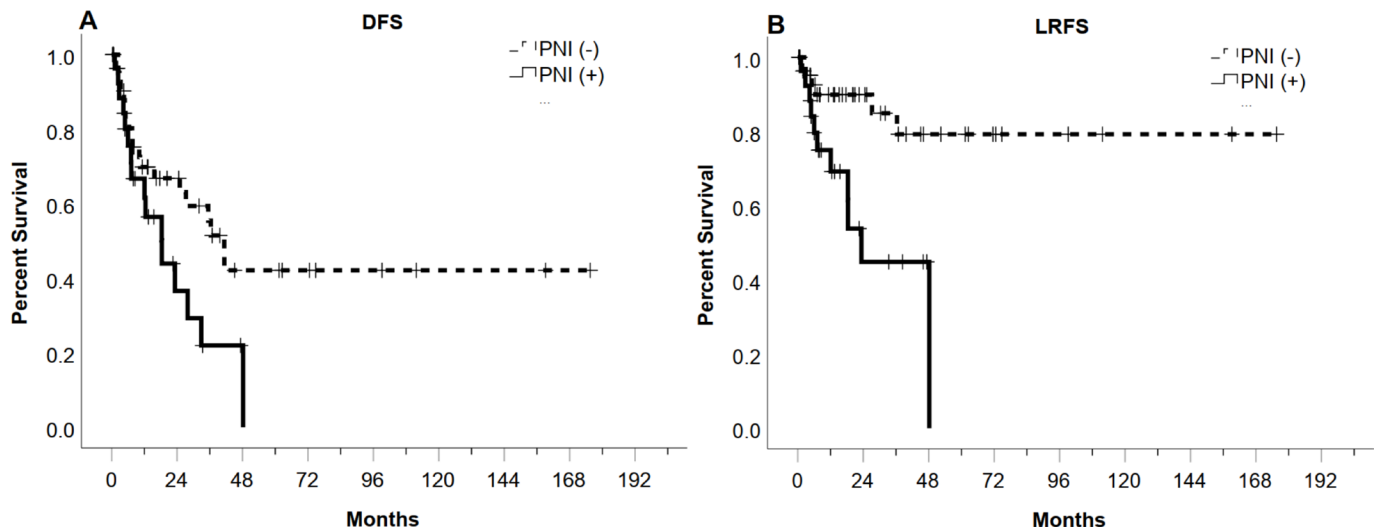 A
DFS
PNI (-)
PNI (+)
...
1.0
0.8
0.6
0.4
0.2
0.0
Percent Survival
0 24 48 72 96 120 144 168 192
Months
B
LRFS
PNI (-)
PNI (+)
...
1.0
0.8
0.6
0.4
0.2
0.0
Percent Survival
0 24 48 72 96 120 144 168 192
Months